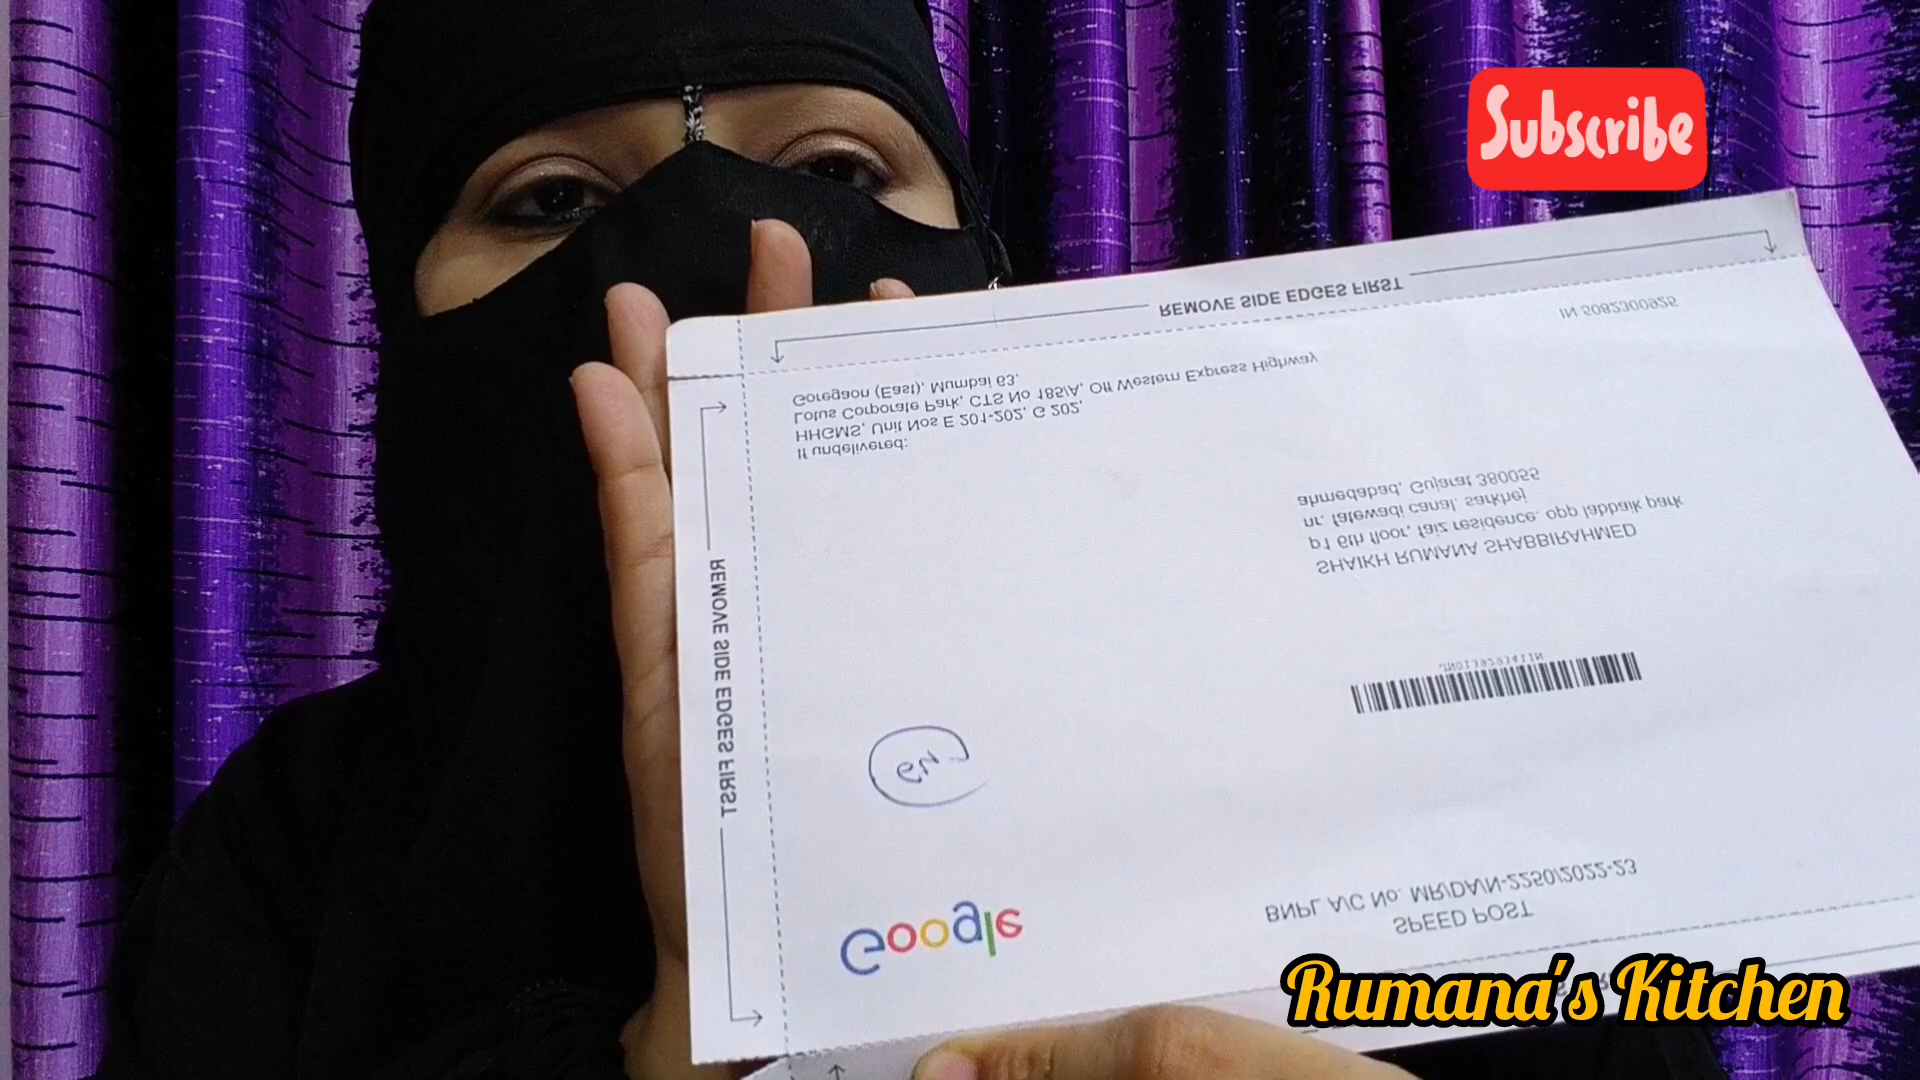 Subscribe
SPEED POST
BNPL A/C No. MR/DA/N-2250/2022-23
Google
SHAIKH RUMANA SHABBIRAHMED
p1 6th floor, faiz residence. opp labbaik park
nr. fatewadi canal. sarkhej
ahmedabad, Gujarat 380055
If undelivered:
HHGMS, Unit Nos E 201-202, G 202,
Lotus Corporate Park, CTS No 185/A, Off Western Express Highway
Goregaon (East), Mumbai 63.
REMOVE SIDE EDGES FIRST
REMOVE SIDE EDGES FIRST
Rumana's Kitchen